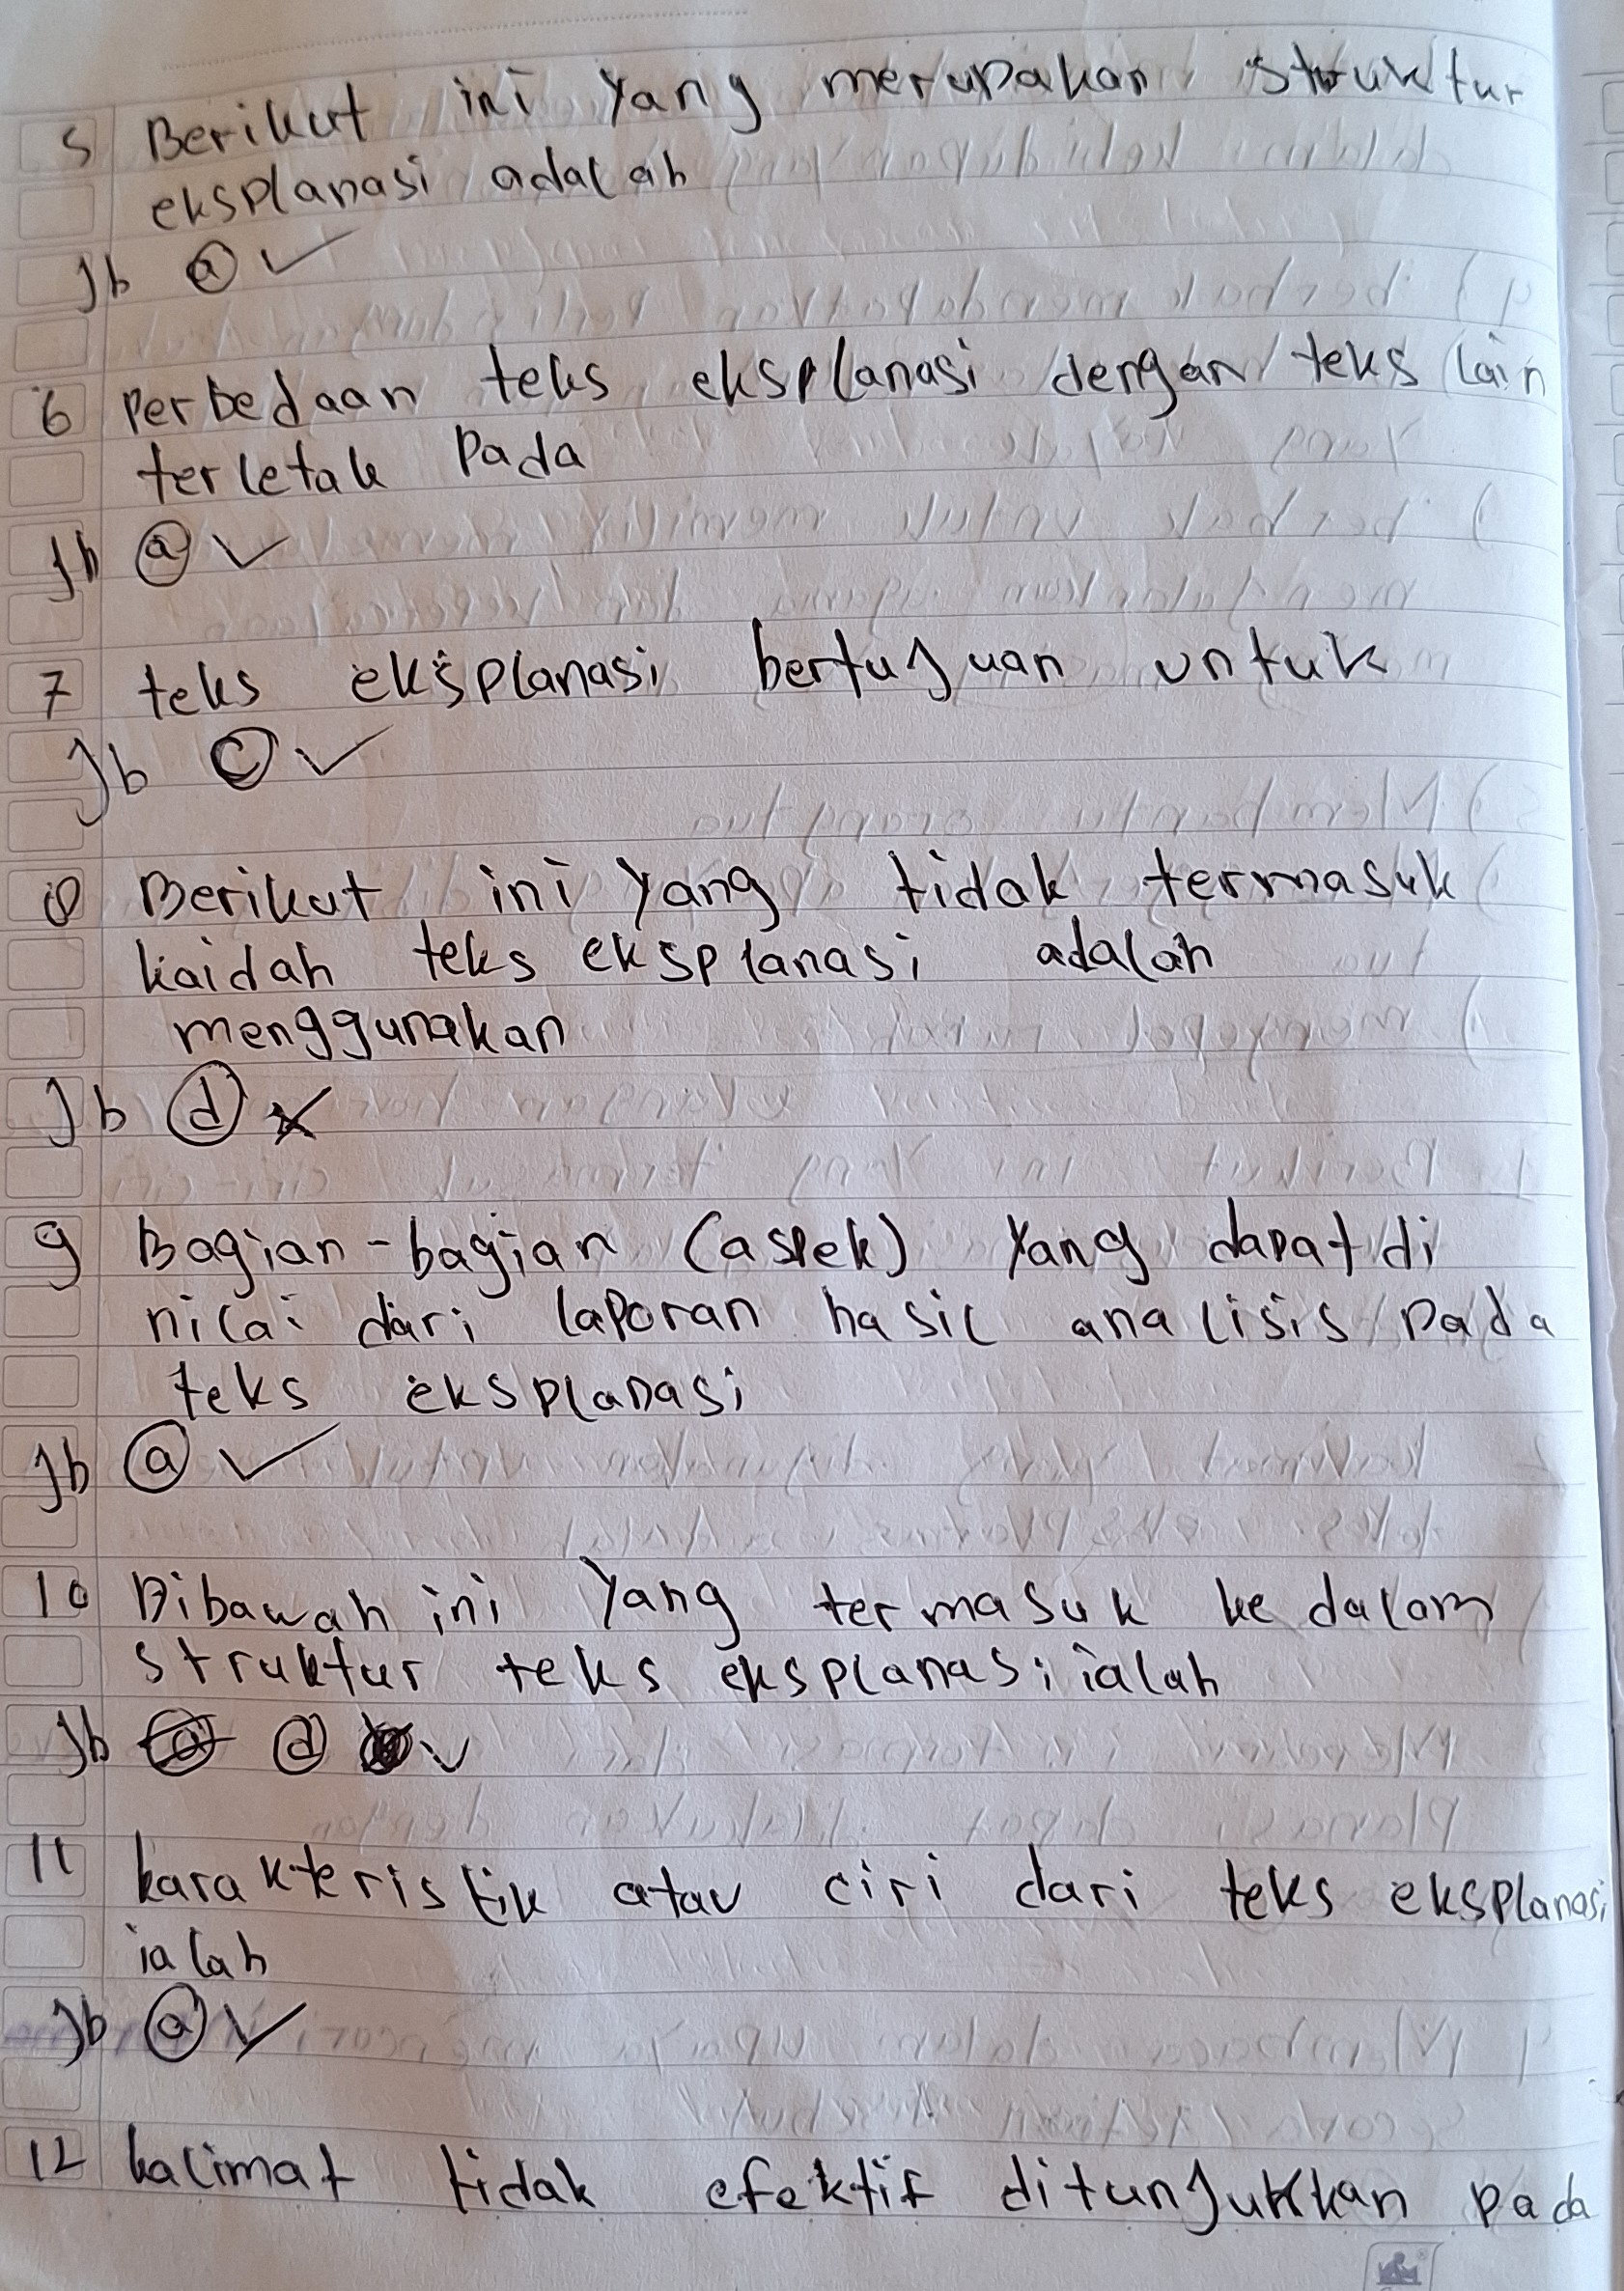 5 Berikut ini yang merupakan struktur
eksplanasi adalah
Jb ⓐ ✓
6 Perbedaan teks eksplanasi dengan teks lain
terletak Pada
Jb ⓐ ✓
7 teks eksplanasi bertujuan untuk
Jb ⓒ ✓
8 Berikut ini yang tidak termasuk
kaidah teks eksplanasi adalah
menggunakan
Jb ⓓ ✗
9 Bagian-bagian (aspek) yang dapat di
nilai dari laporan hasil analisis pada
teks eksplanasi
Jb ⓐ ✓
10 Dibawah ini yang termasuk ke dalam
struktur teks eksplanasi ialah
Jb ⓓ ✓
11 karakteristik atau ciri dari teks eksplanasi
ialah
Jb ⓐ ✓
12 kalimat tidak efektif ditunjukkan pada